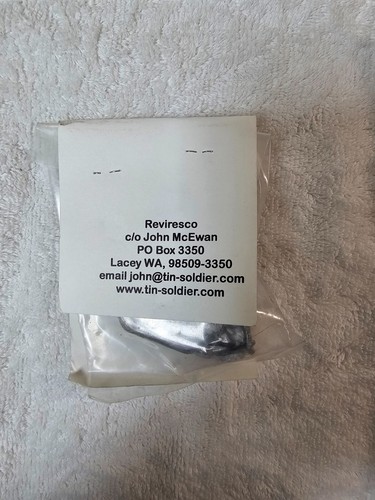 Reviresco
c/o John McEwan
PO Box 3350
Lacey WA, 98509-3350
email john@tin-soldier.com
www.tin-soldier.com